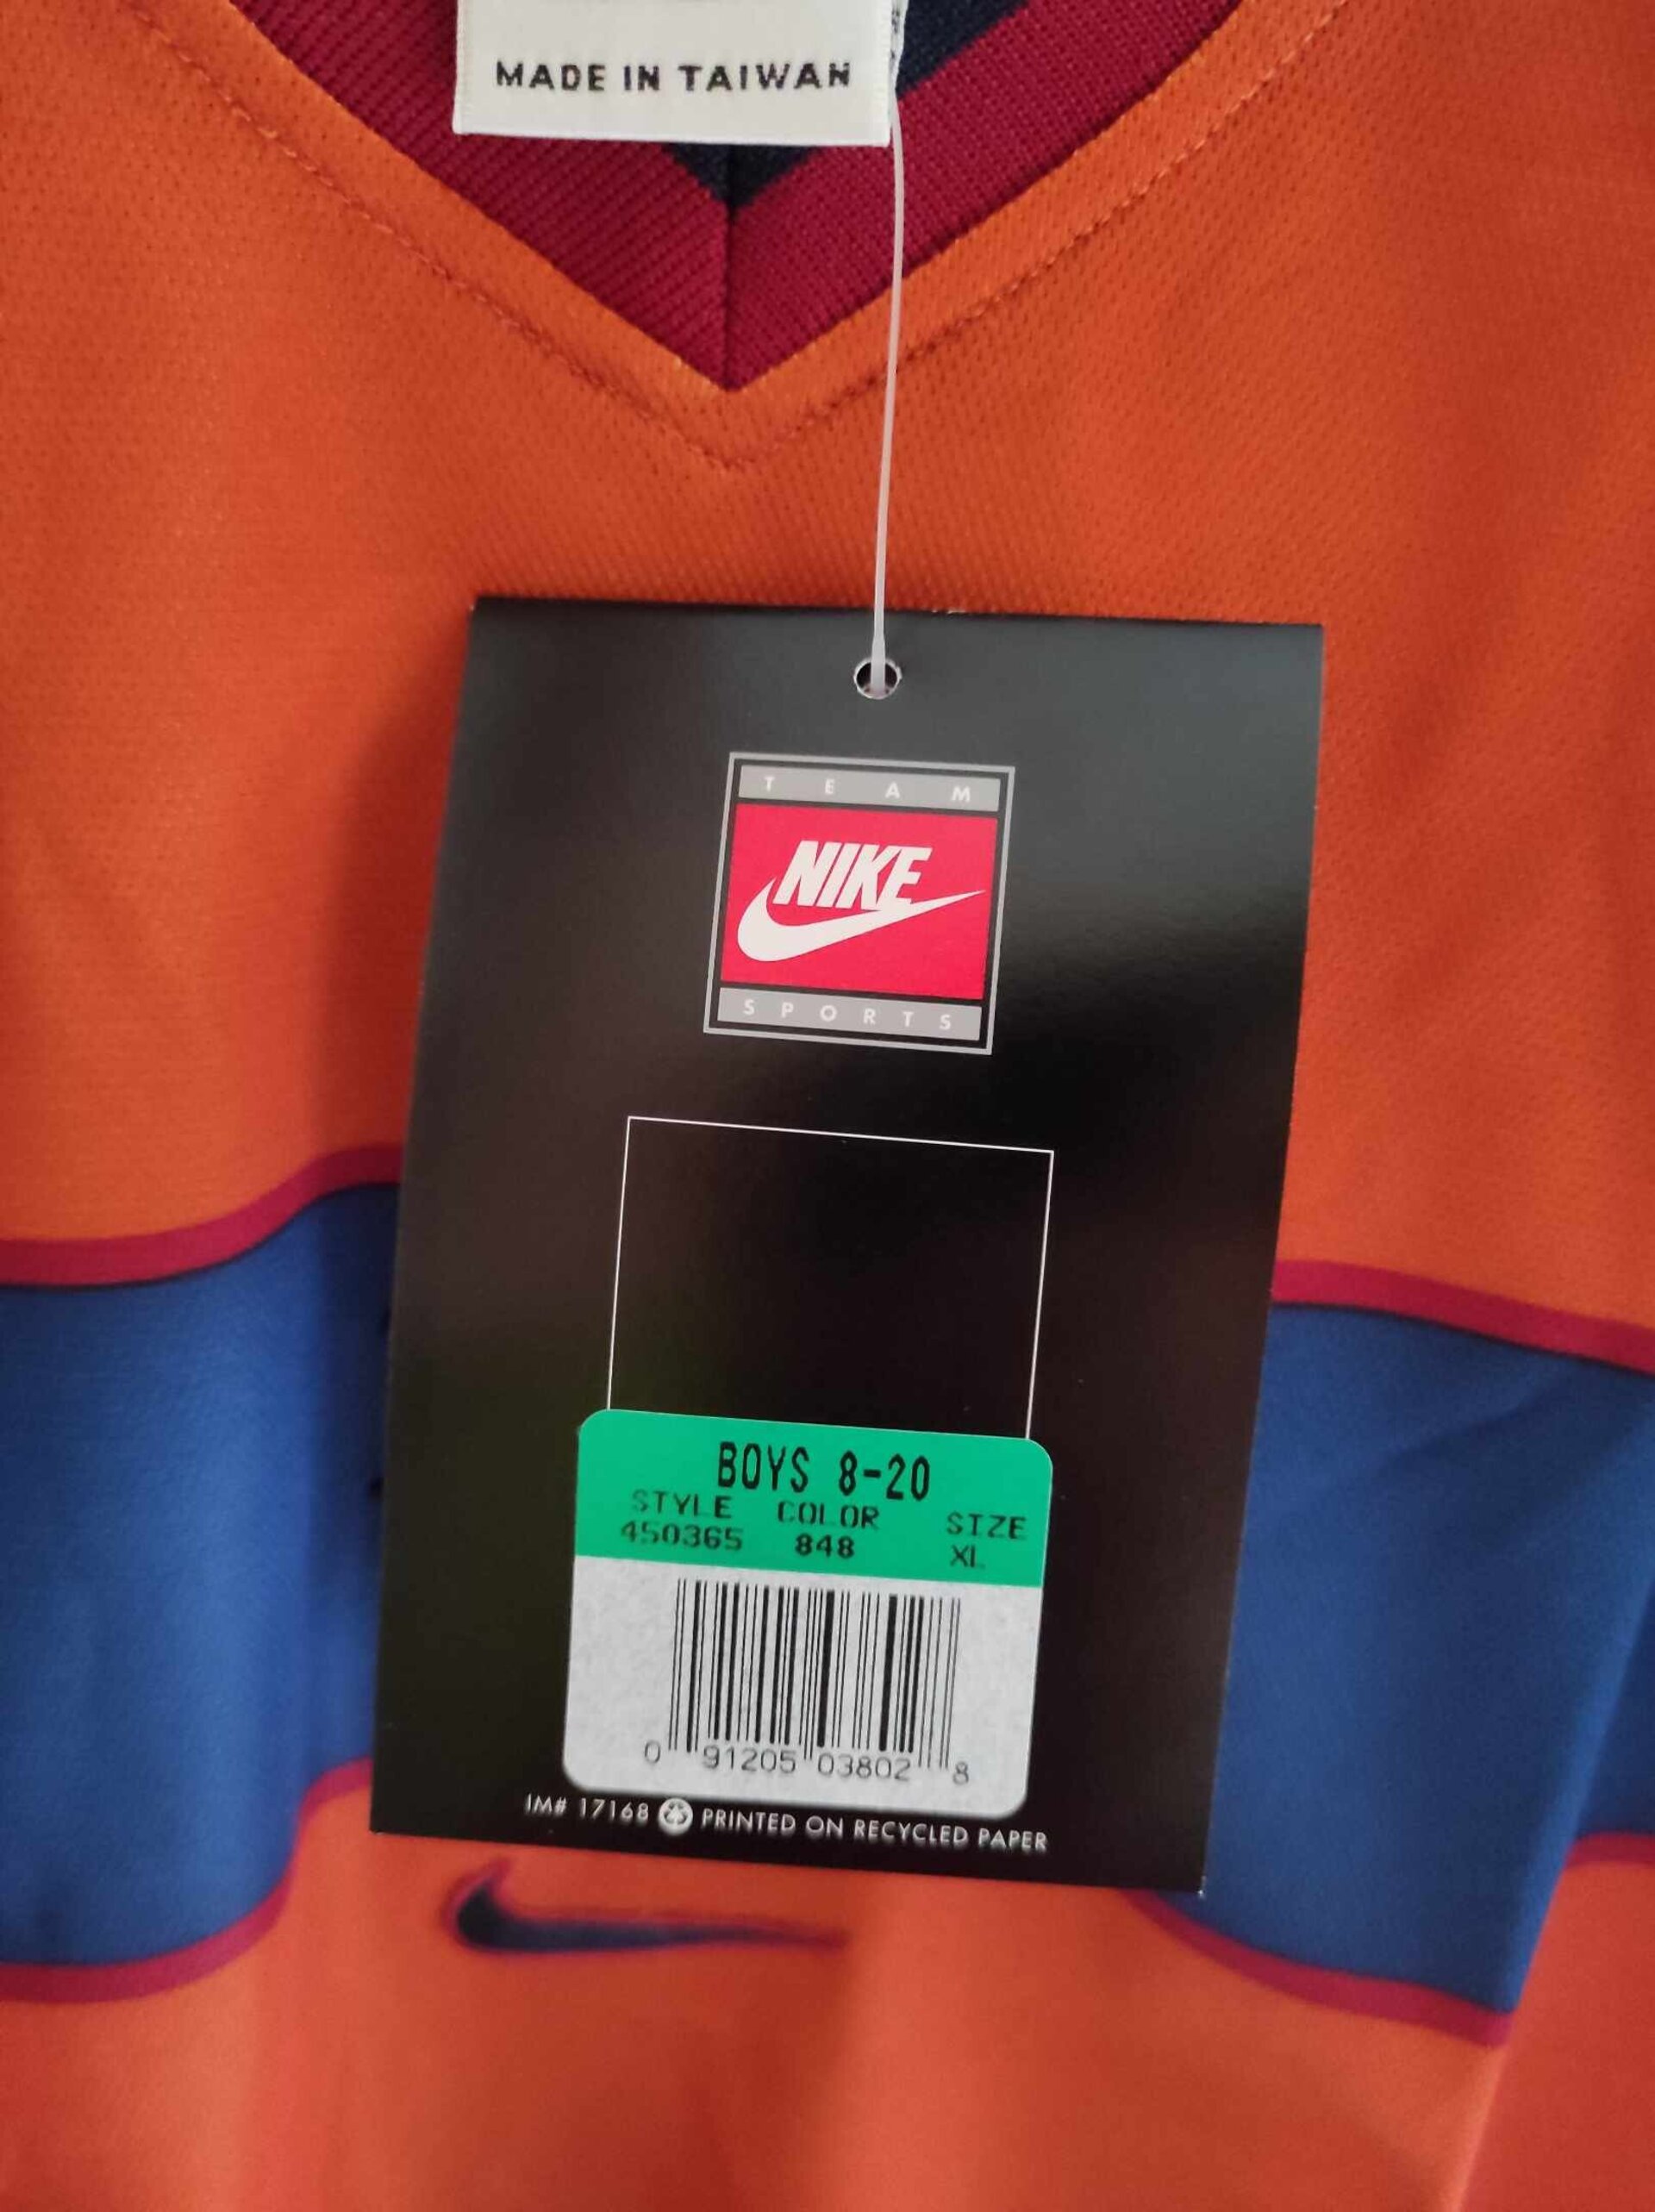 MADE IN TAIWAN
TEAM
NIKE
SPORTS
BOYS 8-20
STYLE COLOR SIZE
450365 848 XL
0 91205 03802 8
IM# 17168 PRINTED ON RECYCLED PAPER